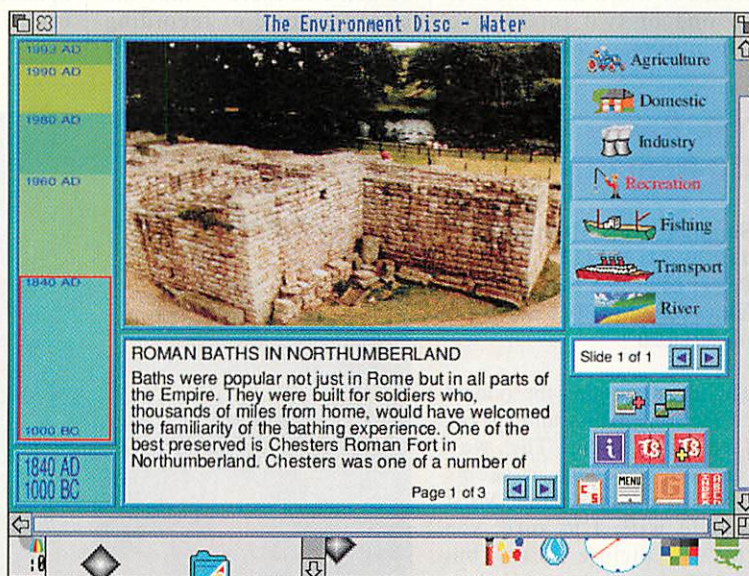 The Environment Disc - Water
1993 AD
1990 AD
1980 AD
1960 AD
1840 AD
1000 BC
1840 AD
1000 BC
ROMAN BATHS IN NORTHUMBERLAND
Baths were popular not just in Rome but in all parts of
the Empire. They were built for soldiers who,
thousands of miles from home, would have welcomed
the familiarity of the bathing experience. One of the
best preserved is Chesters Roman Fort in
Northumberland. Chesters was one of a number of
Page 1 of 3
Agriculture
Domestic
Industry
Recreation
Fishing
Transport
River
Slide 1 of 1
i
TS
TS
C S
MENU
G
:0